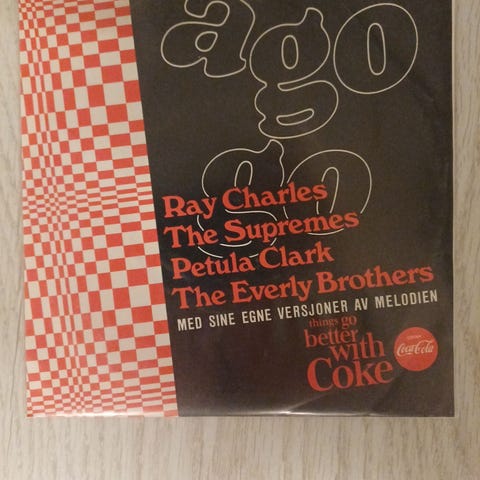 ago
go
Ray Charles
The Supremes
Petula Clark
The Everly Brothers
MED SINE EGNE VERSJONER AV MELODIEN
things go
better
with
Coke
Coca-Cola